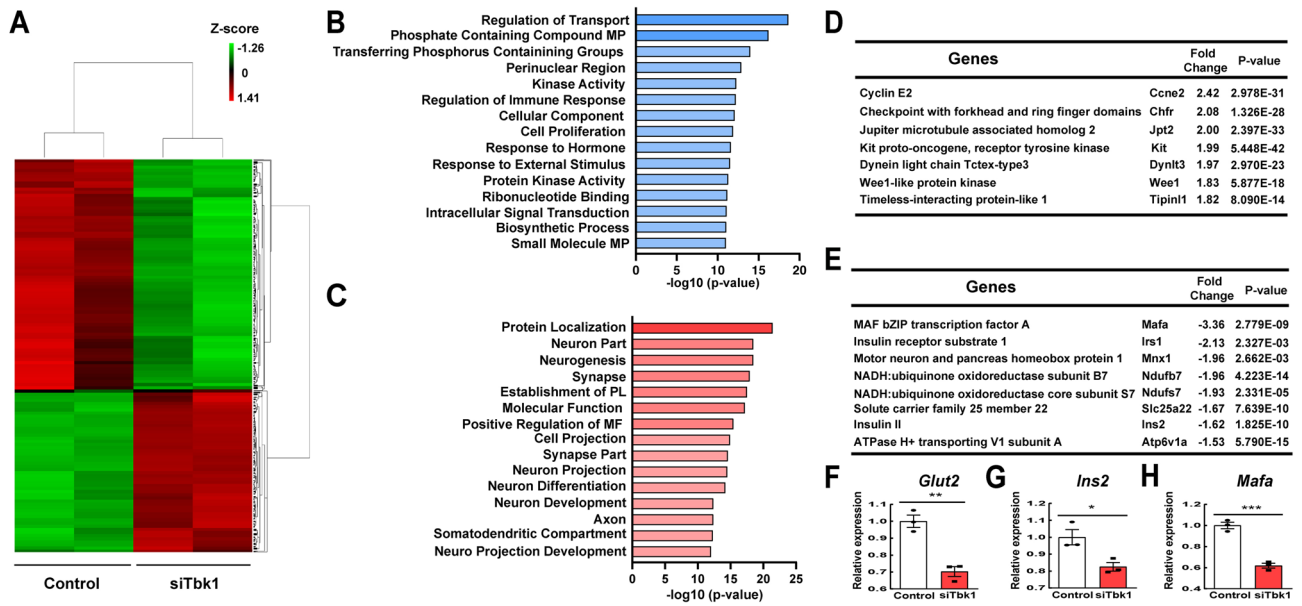 A
Z-score
-1.26
0
1.41
Control
siTbk1
B
Regulation of Transport
Phosphate Containing Compound MP
Transferring Phosphorus Containining Groups
Perinuclear Region
Kinase Activity
Regulation of Immune Response
Cellular Component
Cell Proliferation
Response to Hormone
Response to External Stimulus
Protein Kinase Activity
Ribonucleotide Binding
Intracellular Signal Transduction
Biosynthetic Process
Small Molecule MP
0 5 10 15 20
-log10 (p-value)
C
Protein Localization
Neuron Part
Neurogenesis
Synapse
Establishment of PL
Molecular Function
Positive Regulation of MF
Cell Projection
Synapse Part
Neuron Projection
Neuron Differentiation
Neuron Development
Axon
Somatodendritic Compartment
Neuro Projection Development
0 5 10 15 20 25
-log10 (p-value)
D
Genes Fold Change P-value
Cyclin E2 Ccne2 2.42 2.978E-31
Checkpoint with forkhead and ring finger domains Chfr 2.08 1.326E-28
Jupiter microtubule associated homolog 2 Jpt2 2.00 2.397E-33
Kit proto-oncogene, receptor tyrosine kinase Kit 1.99 5.448E-42
Dynein light chain Tctex-type3 Dynlt3 1.97 2.970E-23
Wee1-like protein kinase Wee1 1.83 5.877E-18
Timeless-interacting protein-like 1 Tipinl1 1.82 8.090E-14
E
Genes Fold Change P-value
MAF bZIP transcription factor A Mafa -3.36 2.779E-09
Insulin receptor substrate 1 Irs1 -2.13 2.327E-03
Motor neuron and pancreas homeobox protein 1 Mnx1 -1.96 2.662E-03
NADH:ubiquinone oxidoreductase subunit B7 Ndufb7 -1.96 4.223E-14
NADH:ubiquinone oxidoreductase core subunit S7 Ndufs7 -1.93 2.331E-05
Solute carrier family 25 member 22 Slc25a22 -1.67 7.639E-10
Insulin II Ins2 -1.62 1.825E-10
ATPase H+ transporting V1 subunit A Atp6v1a -1.53 5.790E-15
F
Glut2
**
Relative expression
1.1
1.0
0.9
0.8
0.7
0.6
Control siTbk1
G
Ins2
*
Relative expression
1.2
1.1
1.0
0.9
0.8
0.7
Control siTbk1
H
Mafa
***
Relative expression
1.2
1.0
0.8
0.6
0.4
Control siTbk1